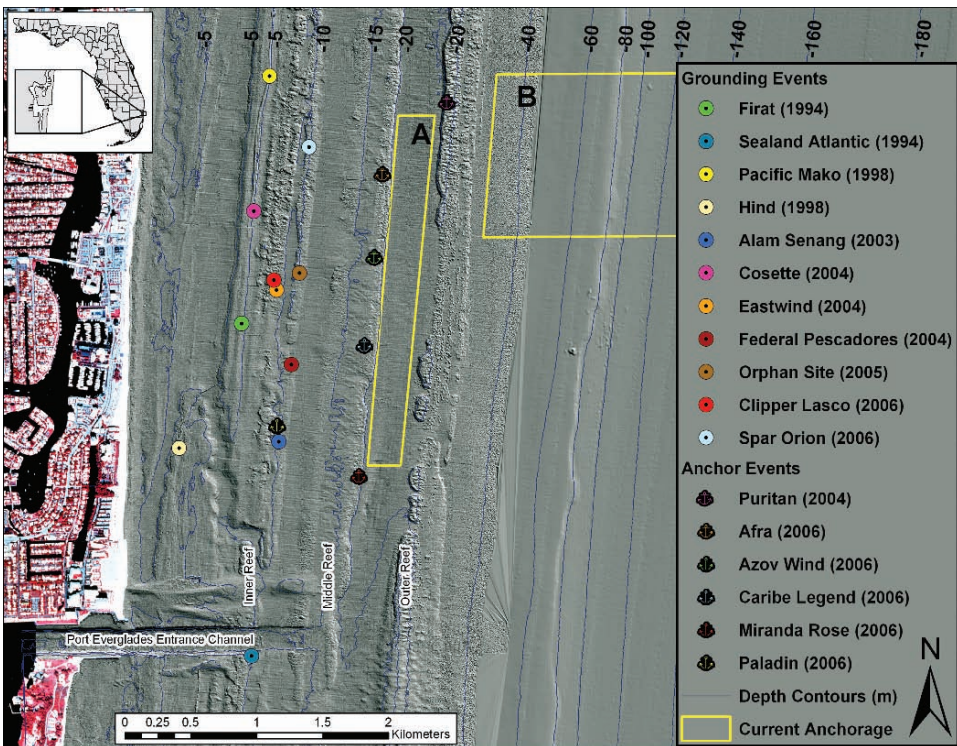 -5
-5
-5
-10
-15
-20
-20
-40
-60
-80
-100
-120
-140
-160
-180
A
B
Grounding Events
Firat (1994)
Sealand Atlantic (1994)
Pacific Mako (1998)
Hind (1998)
Alam Senang (2003)
Cosette (2004)
Eastwind (2004)
Federal Pescadores (2004)
Orphan Site (2005)
Clipper Lasco (2006)
Spar Orion (2006)
Anchor Events
Puritan (2004)
Afra (2006)
Azov Wind (2006)
Caribe Legend (2006)
Miranda Rose (2006)
Paladin (2006)
Depth Contours (m)
Current Anchorage
N
Inner Reef
Middle Reef
Outer Reef
Port Everglades Entrance Channel
0 0.25 0.5 1 1.5 2
Kilometers